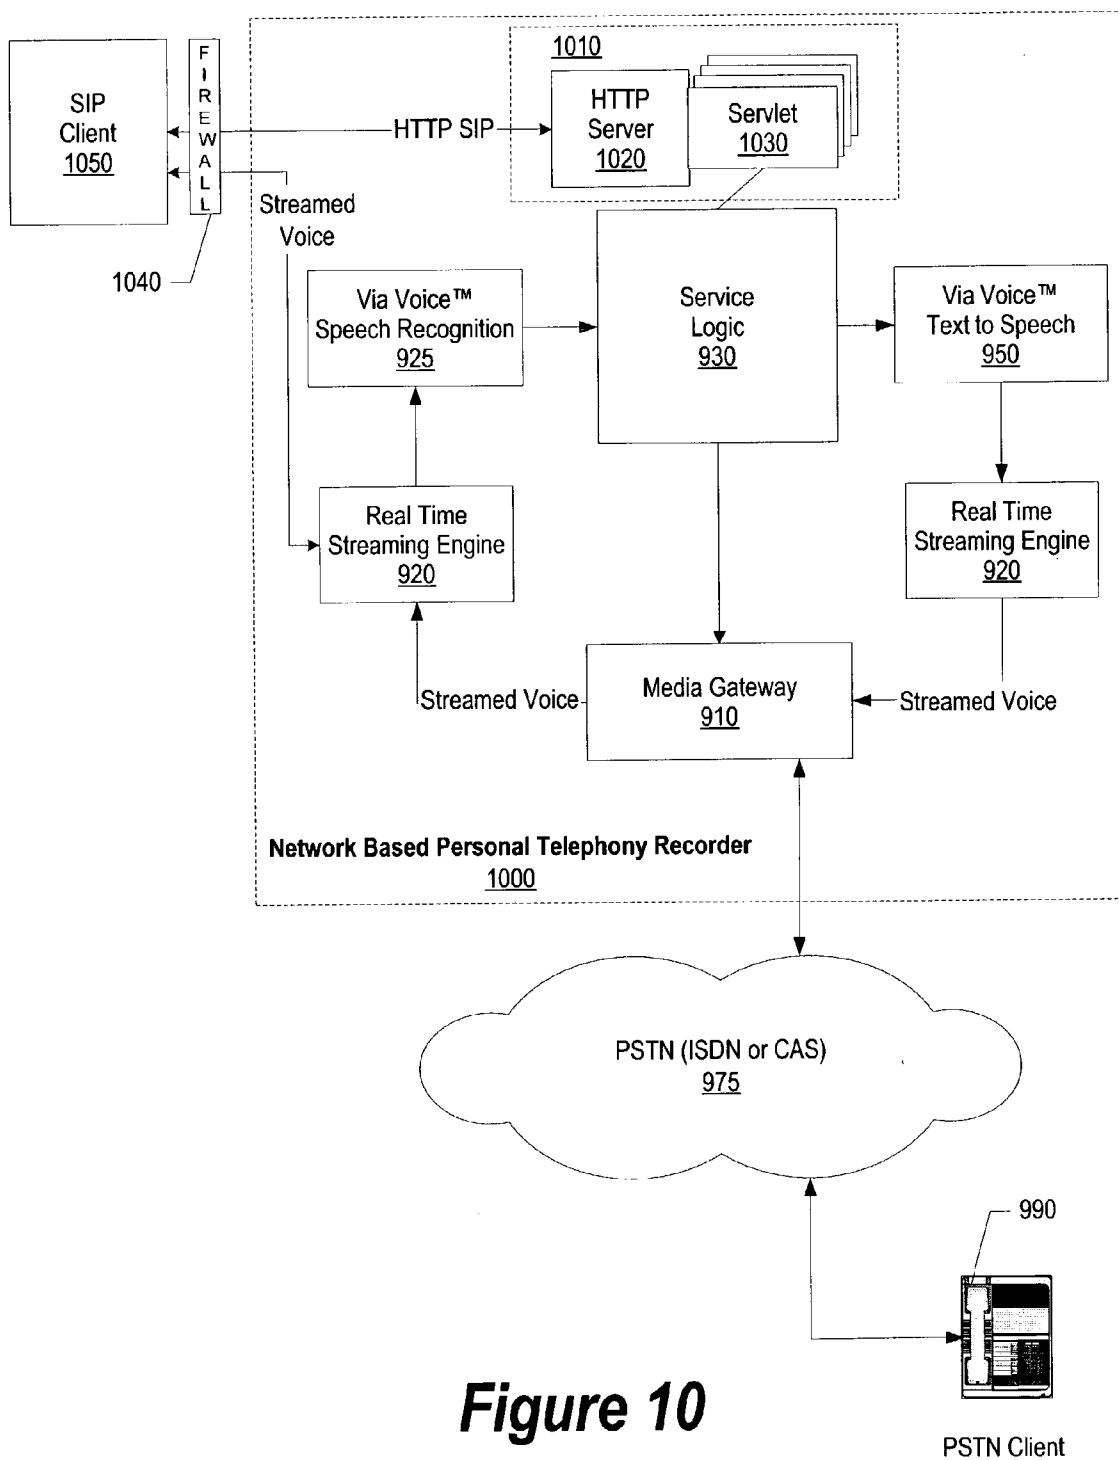 1010
FIREWALL
SIP
Client
1050
HTTP
Server
1020
Servlet
1030
HTTP SIP
Streamed
Voice
1040
Via Voice™
Speech Recognition
925
Service
Logic
930
Via Voice™
Text to Speech
950
Real Time
Streaming Engine
920
Real Time
Streaming Engine
920
Streamed Voice
Media Gateway
910
Streamed Voice
Network Based Personal Telephony Recorder
1000
PSTN (ISDN or CAS)
975
990
Figure 10
PSTN Client